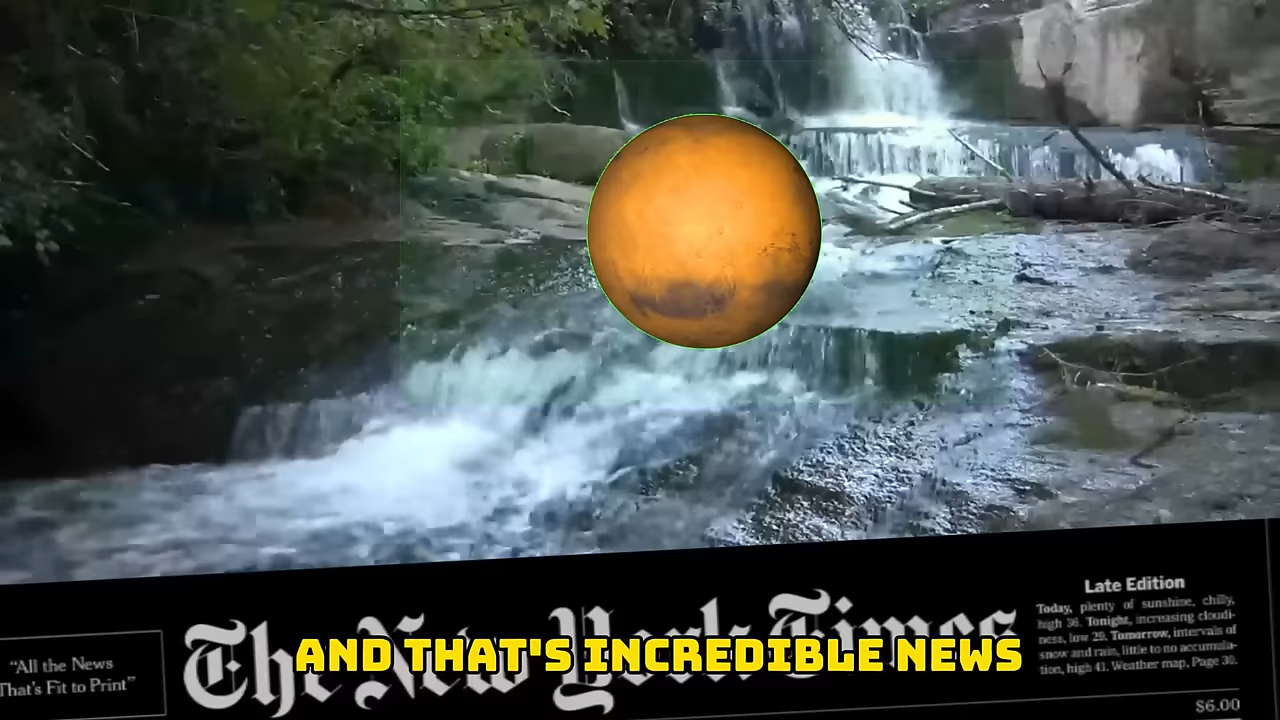 Late Edition
Today, plenty of sunshine, chilly,
high 36. Tonight, increasing cloudi-
ness, low 29. Tomorrow, intervals of
snow and rain, little to no accumula-
tion, high 41. Weather map, Page 30.
$6.00
"All the News
That's Fit to Print"
The New York Times
AND THAT'S INCREDIBLE NEWS